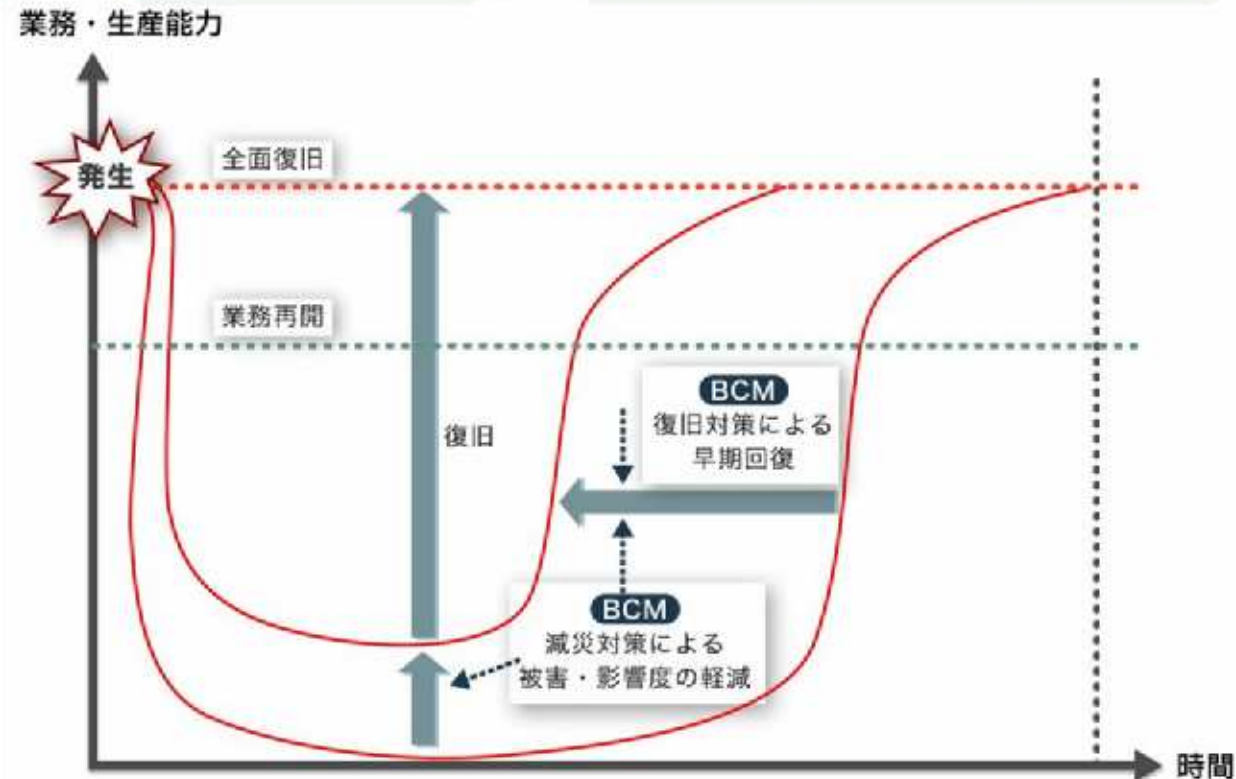 業務・生産能力
発生
全面復旧
業務再開
BCM
復旧対策による
早期回復
復旧
BCM
減災対策による
被害・影響度の軽減
時間